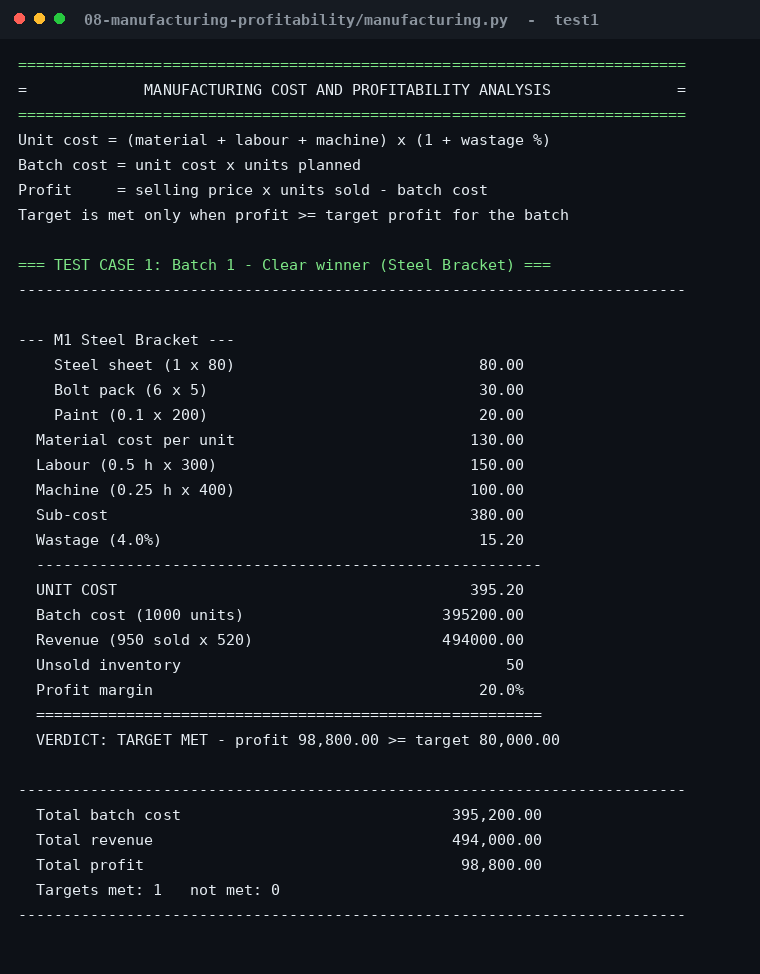 08-manufacturing-profitability/manufacturing.py  -  test1
==========================================================================
=             MANUFACTURING COST AND PROFITABILITY ANALYSIS              =
==========================================================================
Unit cost = (material + labour + machine) x (1 + wastage %)
Batch cost = unit cost x units planned
Profit     = selling price x units sold - batch cost
Target is met only when profit >= target profit for the batch

=== TEST CASE 1: Batch 1 - Clear winner (Steel Bracket) ===
--------------------------------------------------------------------------

--- M1 Steel Bracket ---
    Steel sheet (1 x 80)                           80.00
    Bolt pack (6 x 5)                              30.00
    Paint (0.1 x 200)                              20.00
  Material cost per unit                          130.00
  Labour (0.5 h x 300)                            150.00
  Machine (0.25 h x 400)                          100.00
  Sub-cost                                        380.00
  Wastage (4.0%)                                   15.20
  --------------------------------------------------------
  UNIT COST                                       395.20
  Batch cost (1000 units)                      395200.00
  Revenue (950 sold x 520)                     494000.00
  Unsold inventory                                    50
  Profit margin                                    20.0%
  ========================================================
  VERDICT: TARGET MET - profit 98,800.00 >= target 80,000.00

--------------------------------------------------------------------------
  Total batch cost                              395,200.00
  Total revenue                                 494,000.00
  Total profit                                   98,800.00
  Targets met: 1   not met: 0
--------------------------------------------------------------------------